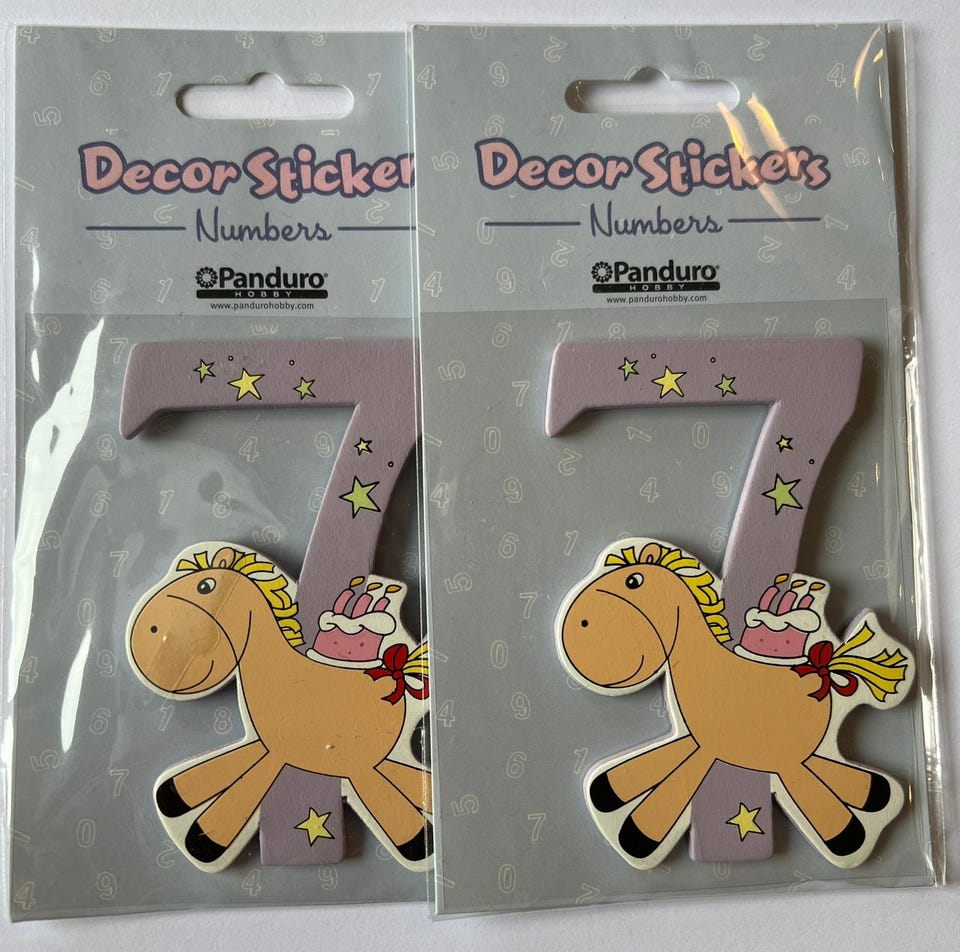 Decor Sticker
Numbers
Panduro®
HOBBY
www.pandurohobby.com
7
Decor Stickers
Numbers
Panduro®
HOBBY
www.pandurohobby.com
7